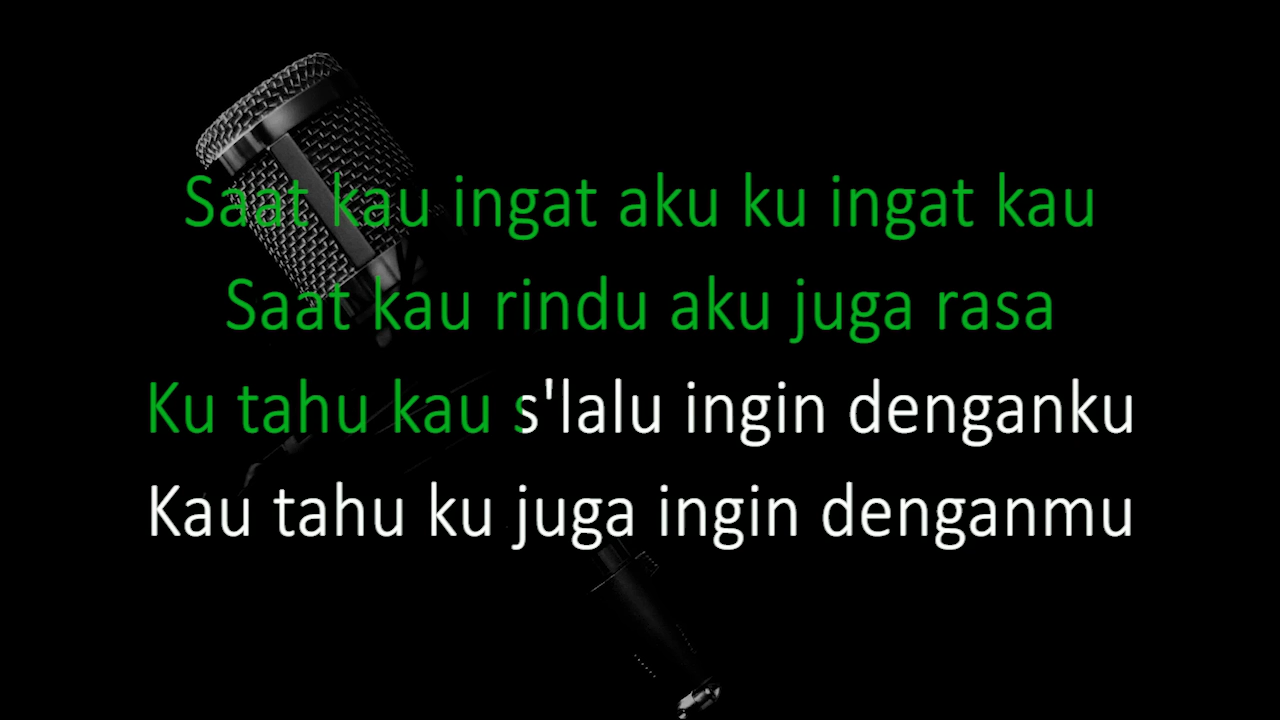 Saat kau ingat aku ku ingat kau
Saat kau rindu aku juga rasa
Ku tahu kau s'lalu ingin denganku
Kau tahu ku juga ingin denganmu